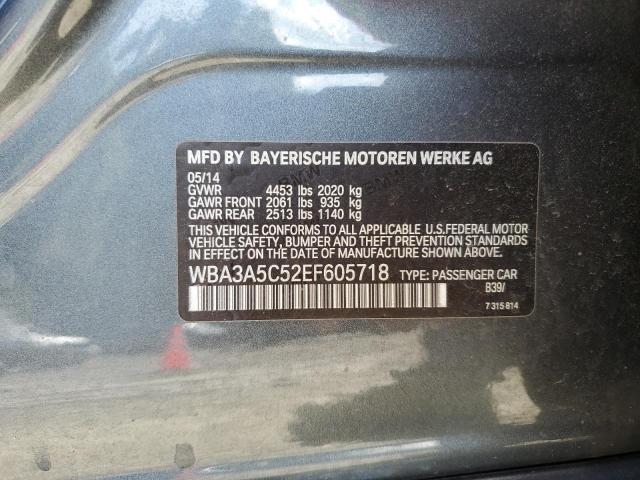 MFD BY BAYERISCHE MOTOREN WERKE AG
05/14
GVWR 4453 lbs 2020 kg
GAWR FRONT 2061 lbs 935 kg
GAWR REAR 2513 lbs 1140 kg
THIS VEHICLE CONFORMS TO ALL APPLICABLE U.S.FEDERAL MOTOR
VEHICLE SAFETY, BUMPER, AND THEFT PREVENTION STANDARDS
IN EFFECT ON THE DATE OF MANUFACTURE SHOWN ABOVE.
WBA3A5C52EF605718 TYPE: PASSENGER CAR
B39/
7 315 814